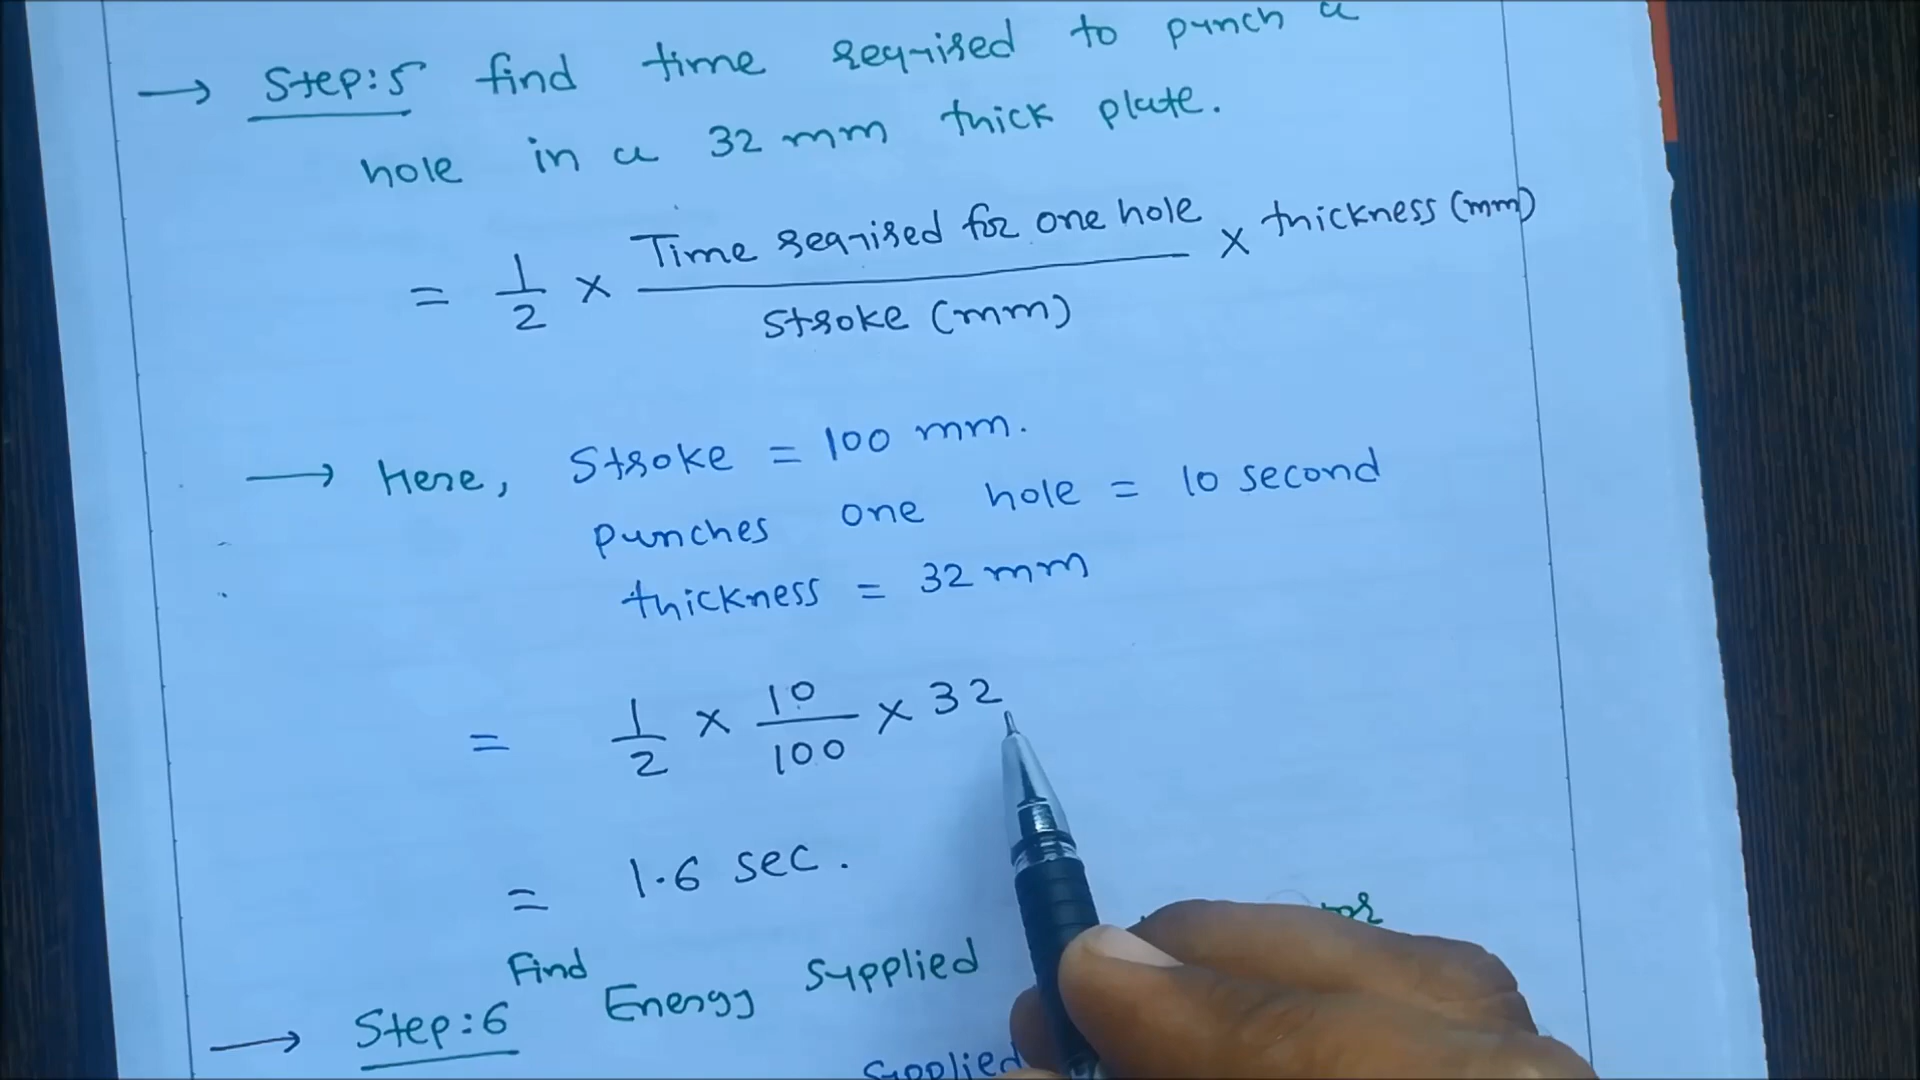 → Step:5 find time required to punch a
hole in a 32 mm thick plate.
= 1/2 × Time required for one hole / Stroke (mm) × thickness (mm)
→ Here, Stroke = 100 mm.
punches one hole = 10 second
thickness = 32 mm
= 1/2 × 10/100 × 32
= 1.6 sec.
→ Step:6 Find Energy supplied
supplied